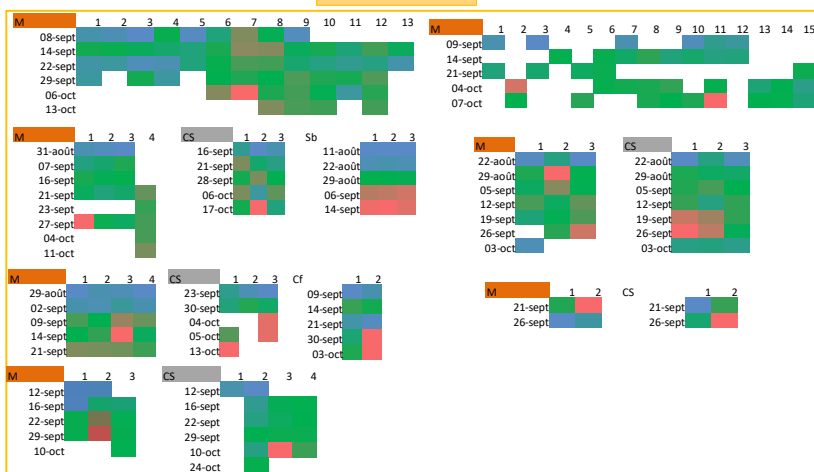 M 1 2 3 4 5 6 7 8 9 10 11 12 13
08-sept
14-sept
22-sept
29-sept
06-oct
13-oct
M 1 2 3 4 5 6 7 8 9 10 11 12 13 14 15
09-sept
14-sept
21-sept
04-oct
07-oct
M 1 2 3 4
31-août
07-sept
16-sept
21-sept
23-sept
27-sept
04-oct
11-oct
CS 1 2 3
16-sept
21-sept
28-sept
06-oct
17-oct
Sb 1 2 3
11-août
22-août
29-août
06-sept
14-sept
M 1 2 3
22-août
29-août
05-sept
12-sept
19-sept
26-sept
03-oct
CS 1 2 3
22-août
29-août
05-sept
12-sept
19-sept
26-sept
03-oct
M 1 2 3 4
29-août
02-sept
09-sept
14-sept
21-sept
CS 1 2 3
23-sept
30-sept
04-oct
05-oct
13-oct
Cf 1 2
09-sept
14-sept
21-sept
30-sept
03-oct
M 1 2
21-sept
26-sept
CS 1 2
21-sept
26-sept
M 1 2 3
12-sept
16-sept
22-sept
29-sept
10-oct
CS 1 2 3 4
12-sept
16-sept
22-sept
29-sept
10-oct
24-oct